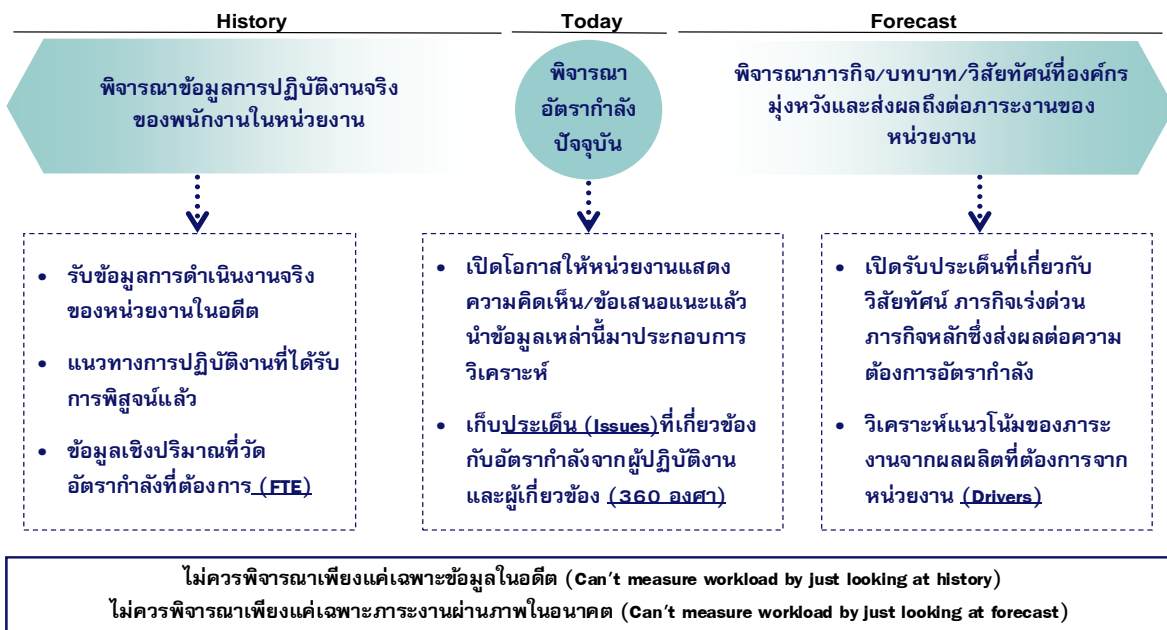 History
Today
Forecast
พิจารณาข้อมูลการปฏิบัติงานจริง
ของพนักงานในหน่วยงาน
พิจารณา
อัตรากำลัง
ปัจจุบัน
พิจารณาภารกิจ/บทบาท/วิสัยทัศน์ที่องค์กร
มุ่งหวังและส่งผลถึงต่อภาระงานของ
หน่วยงาน
• รับข้อมูลการดำเนินงานจริง
ของหน่วยงานในอดีต
• แนวทางการปฏิบัติงานที่ได้รับ
การพิสูจน์แล้ว
• ข้อมูลเชิงปริมาณที่วัด
อัตรากำลังที่ต้องการ (FTE)
• เปิดโอกาสให้หน่วยงานแสดง
ความคิดเห็น/ข้อเสนอแนะแล้ว
นำข้อมูลเหล่านี้มาประกอบการ
วิเคราะห์
• เก็บประเด็น (Issues)ที่เกี่ยวข้อง
กับอัตรากำลังจากผู้ปฏิบัติงาน
และผู้เกี่ยวข้อง (360 องศา)
• เปิดรับประเด็นที่เกี่ยวกับ
วิสัยทัศน์ ภารกิจเร่งด่วน
ภารกิจหลักซึ่งส่งผลต่อความ
ต้องการอัตรากำลัง
• วิเคราะห์แนวโน้มของภาระ
งานจากผลผลิตที่ต้องการจาก
หน่วยงาน (Drivers)
ไม่ควรพิจารณาเพียงแค่เฉพาะข้อมูลในอดีต (Can't measure workload by just looking at history)
ไม่ควรพิจารณาเพียงแค่เฉพาะภาระงานผ่านภาพในอนาคต (Can't measure workload by just looking at forecast)